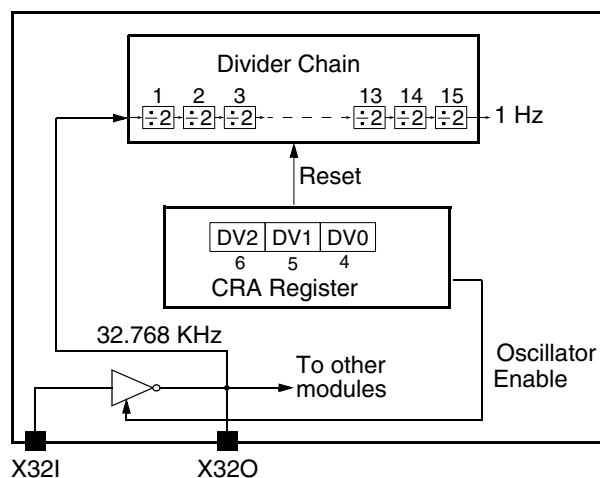 Divider Chain
1 2 3 13 14 15
÷2 ÷2 ÷2 ÷2 ÷2 ÷2 1 Hz
Reset
DV2 DV1 DV0
6 5 4
CRA Register
32.768 KHz
To other
modules
Oscillator
Enable
X32I X32O